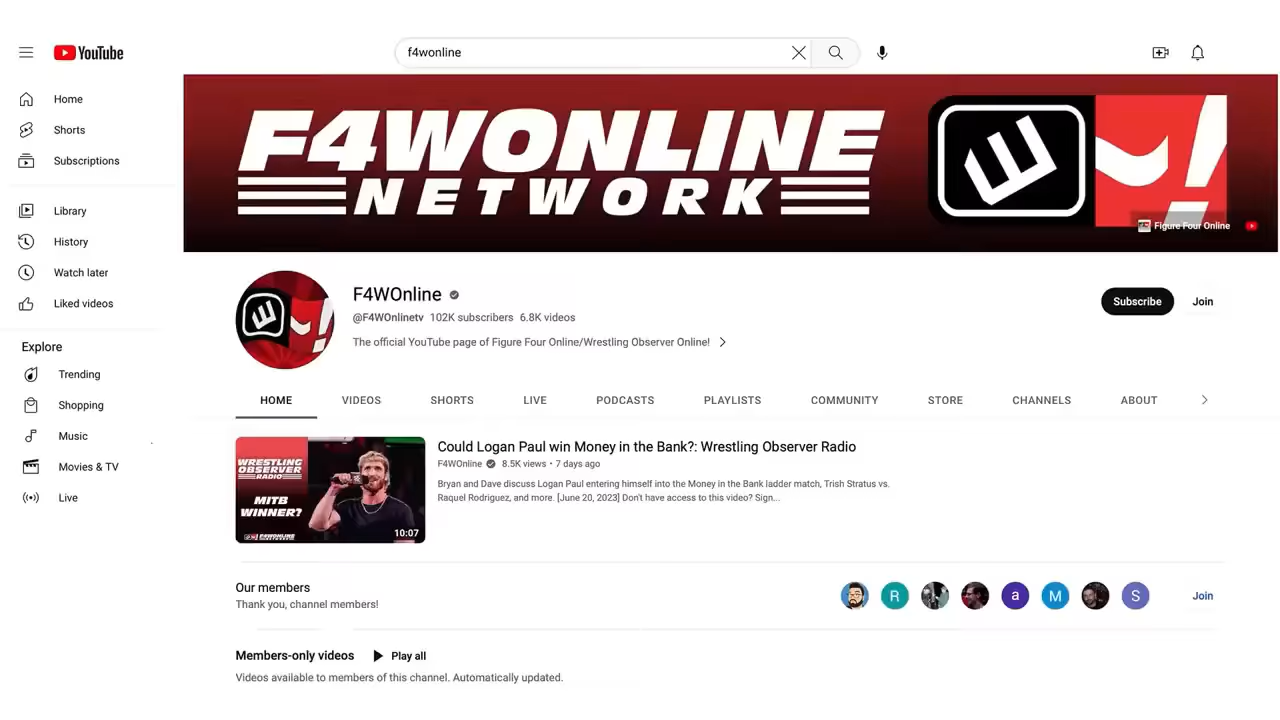 YouTube
f4wonline
Home
Shorts
Subscriptions
Library
History
Watch later
Liked videos
Explore
Trending
Shopping
Music
Movies & TV
Live
F4WONLINE
NETWORK
Figure Four Online
F4WOnline
@F4WOnlinetv 102K subscribers 6.8K videos
The official YouTube page of Figure Four Online/Wrestling Observer Online!
Subscribe
Join
HOME VIDEOS SHORTS LIVE PODCASTS PLAYLISTS COMMUNITY STORE CHANNELS ABOUT
WRESTLING
OBSERVER
RADIO
MITB
WINNER?
F4WONLINE
NETWORK
10:07
Could Logan Paul win Money in the Bank?: Wrestling Observer Radio
F4WOnline 8.5K views • 7 days ago
Bryan and Dave discuss Logan Paul entering himself into the Money in the Bank ladder match, Trish Stratus vs.
Raquel Rodriguez, and more. [June 20, 2023] Don't have access to this video? Sign...
Our members
Thank you, channel members!
R a M S
Join
Members-only videos Play all
Videos available to members of this channel. Automatically updated.